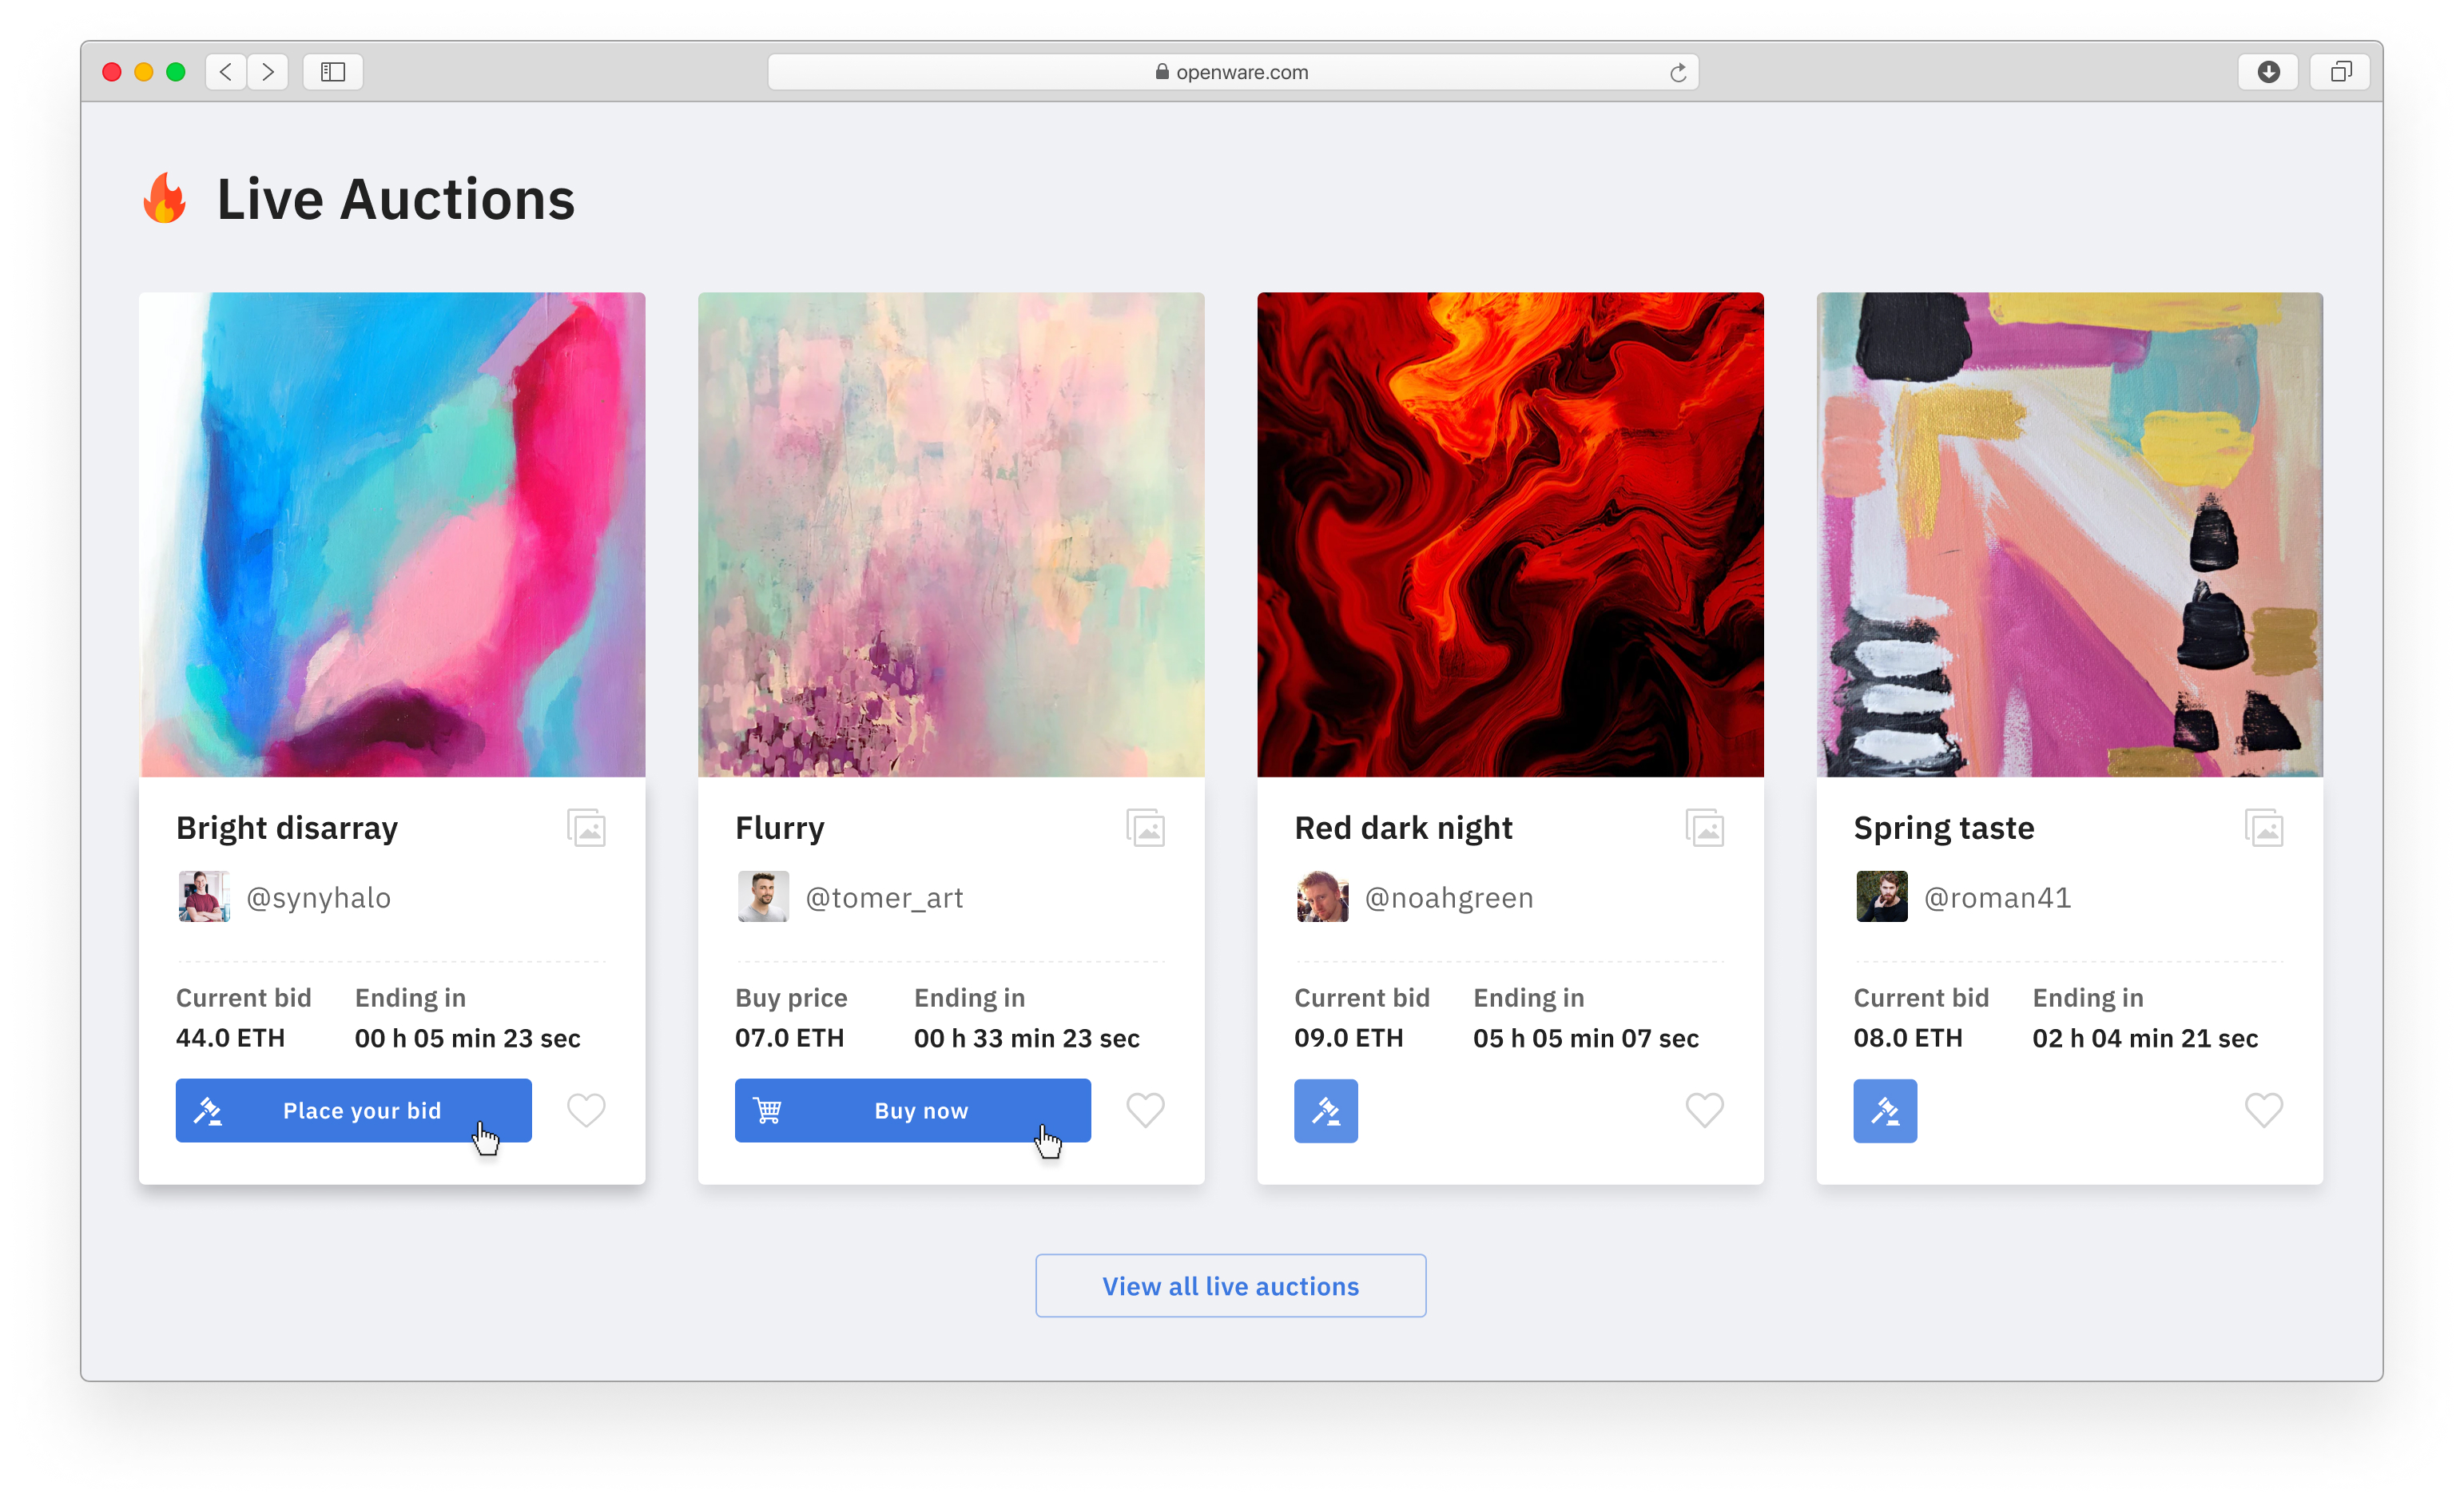 openware.com
🔥 Live Auctions
Bright disarray
@synyhalo
Current bid Ending in
44.0 ETH 00 h 05 min 23 sec
Place your bid
Flurry
@tomer_art
Buy price Ending in
07.0 ETH 00 h 33 min 23 sec
Buy now
Red dark night
@noahgreen
Current bid Ending in
09.0 ETH 05 h 05 min 07 sec
Spring taste
@roman41
Current bid Ending in
08.0 ETH 02 h 04 min 21 sec
View all live auctions